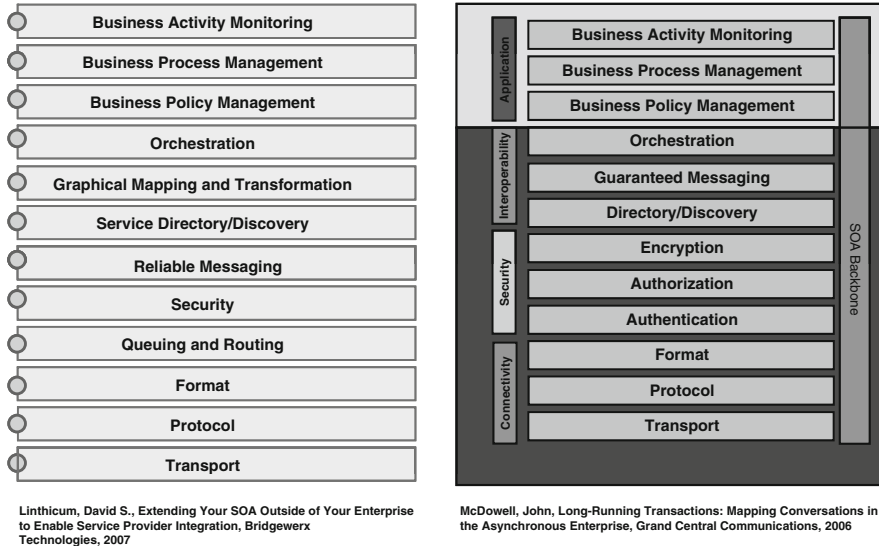 Business Activity Monitoring
Business Process Management
Business Policy Management
Orchestration
Graphical Mapping and Transformation
Service Directory/Discovery
Reliable Messaging
Security
Queuing and Routing
Format
Protocol
Transport
Linthicum, David S., Extending Your SOA Outside of Your Enterprise
to Enable Service Provider Integration, Bridgewerx
Technologies, 2007
Application
Business Activity Monitoring
Business Process Management
Business Policy Management
Interoperability
Orchestration
Guaranteed Messaging
Directory/Discovery
Security
Encryption
Authorization
Authentication
Connectivity
Format
Protocol
Transport
SOA Backbone
McDowell, John, Long-Running Transactions: Mapping Conversations in
the Asynchronous Enterprise, Grand Central Communications, 2006